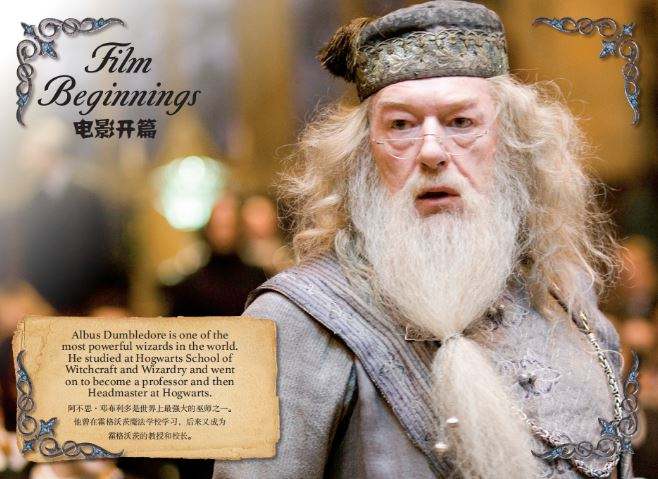 Film
Beginnings
电影开篇
Albus Dumbledore is one of the
most powerful wizards in the world.
He studied at Hogwarts School of
Witchcraft and Wizardry and went
on to become a professor and then
Headmaster at Hogwarts.
阿不思·邓布利多是世界上最强大的巫师之一。
他曾在霍格沃茨魔法学校学习，后来又成为
霍格沃茨的教授和校长。